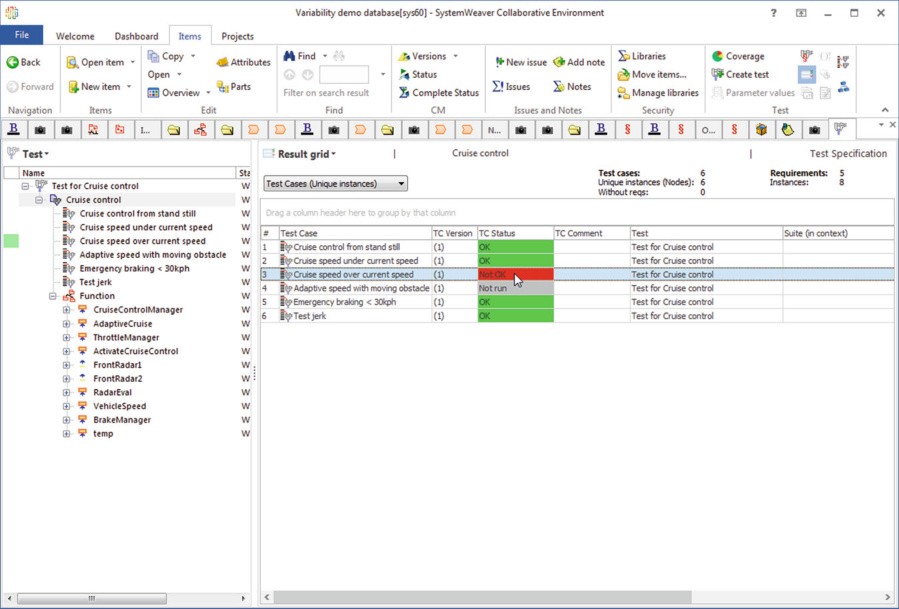 Variability demo database[sys60] - SystemWeaver Collaborative Environment
File Welcome Dashboard Items Projects
Back Open item Copy Attributes Find Versions New issue Add note Libraries Coverage
Forward New item Open Parts Status Issues Notes Move items... Create test
Overview Filter on search result Complete Status Manage libraries Parameter values
Navigation Items Edit Find CM Issues and Notes Security Test
B I... B B N... B § B § O... §
Test
Name Sta
Test for Cruise control W
Cruise control W
Cruise control from stand still W
Cruise speed under current speed W
Cruise speed over current speed W
Adaptive speed with moving obstacle W
Emergency braking < 30kph W
Test jerk W
Function W
CruiseControlManager W
AdaptiveCruise W
ThrottleManager W
ActivateCruiseControl W
FrontRadar1 W
FrontRadar2 W
RadarEval W
VehicleSpeed W
BrakeManager W
temp W
Result grid | Cruise control | Test Specification
Test Cases (Unique instances)
Test cases: 6 Requirements: 5
Unique instances (Nodes): 6 Instances: 8
Without reqs: 0
Drag a column header here to group by that column
# Test Case TC Version TC Status TC Comment Test Suite (in context)
1 Cruise control from stand still (1) OK Test for Cruise control
2 Cruise speed under current speed (1) OK Test for Cruise control
3 Cruise speed over current speed (1) Not OK Test for Cruise control
4 Adaptive speed with moving obstacle (1) Not run Test for Cruise control
5 Emergency braking < 30kph (1) OK Test for Cruise control
6 Test jerk (1) OK Test for Cruise control